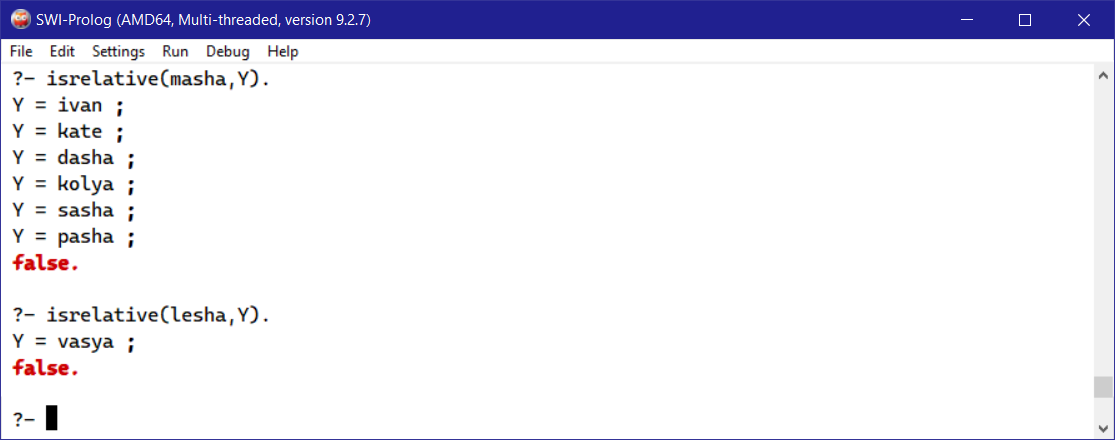 SWI-Prolog (AMD64, Multi-threaded, version 9.2.7)
File Edit Settings Run Debug Help
?- isrelative(masha,Y).
Y = ivan ;
Y = kate ;
Y = dasha ;
Y = kolya ;
Y = sasha ;
Y = pasha ;
false.
?- isrelative(lesha,Y).
Y = vasya ;
false.
?-